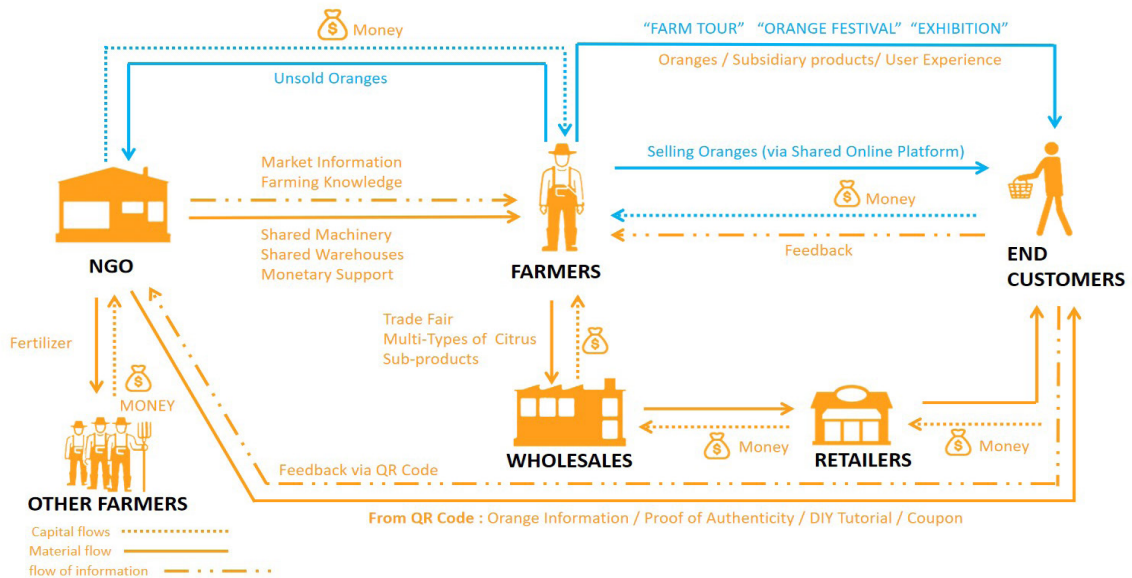 Money
“FARM TOUR”   “ORANGE FESTIVAL”   “EXHIBITION”
Oranges / Subsidiary products/ User Experience
Unsold Oranges
Market Information
Farming Knowledge
Selling Oranges (via Shared Online Platform)
Money
Shared Machinery
Shared Warehouses
Monetary Support
Feedback
NGO
FARMERS
END
CUSTOMERS
Fertilizer
MONEY
Trade Fair
Multi-Types of Citrus
Sub-products
Money
Money
WHOLESALES
RETAILERS
Feedback via QR Code
OTHER FARMERS
From QR Code : Orange Information / Proof of Authenticity / DIY Tutorial / Coupon
Capital flows
Material flow
flow of information